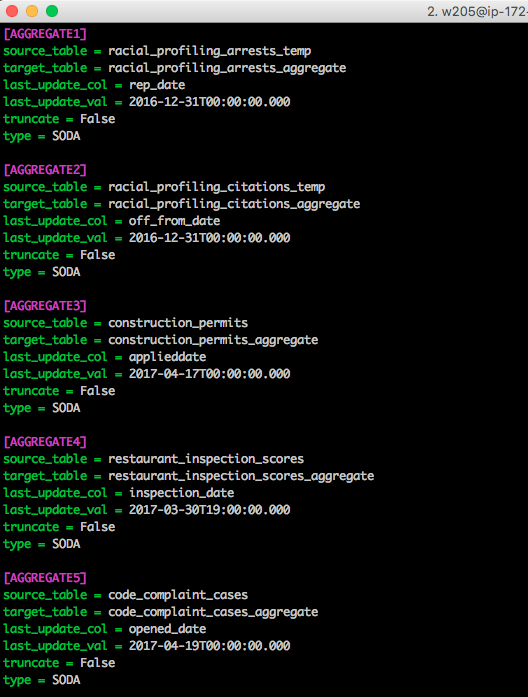 2. w205@ip-172-
[AGGREGATE1]
source_table = racial_profiling_arrests_temp
target_table = racial_profiling_arrests_aggregate
last_update_col = rep_date
last_update_val = 2016-12-31T00:00:00.000
truncate = False
type = SODA
[AGGREGATE2]
source_table = racial_profiling_citations_temp
target_table = racial_profiling_citations_aggregate
last_update_col = off_from_date
last_update_val = 2016-12-31T00:00:00.000
truncate = False
type = SODA
[AGGREGATE3]
source_table = construction_permits
target_table = construction_permits_aggregate
last_update_col = applieddate
last_update_val = 2017-04-17T00:00:00.000
truncate = False
type = SODA
[AGGREGATE4]
source_table = restaurant_inspection_scores
target_table = restaurant_inspection_scores_aggregate
last_update_col = inspection_date
last_update_val = 2017-03-30T19:00:00.000
truncate = False
type = SODA
[AGGREGATE5]
source_table = code_complaint_cases
target_table = code_complaint_cases_aggregate
last_update_col = opened_date
last_update_val = 2017-04-19T00:00:00.000
truncate = False
type = SODA